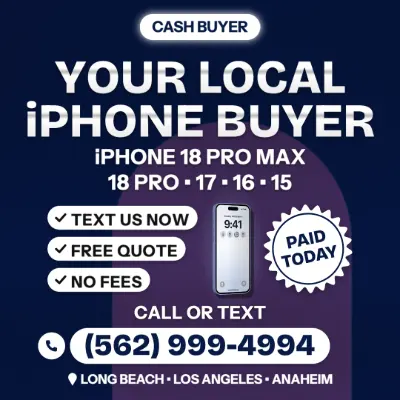 CASH BUYER
YOUR LOCAL
iPHONE BUYER
iPHONE 18 PRO MAX
18 PRO ▪ 17 ▪ 16 ▪ 15
TEXT US NOW
FREE QUOTE
NO FEES
9:41
PAID
TODAY
CALL OR TEXT
(562) 999-4994
LONG BEACH ▪ LOS ANGELES ▪ ANAHEIM